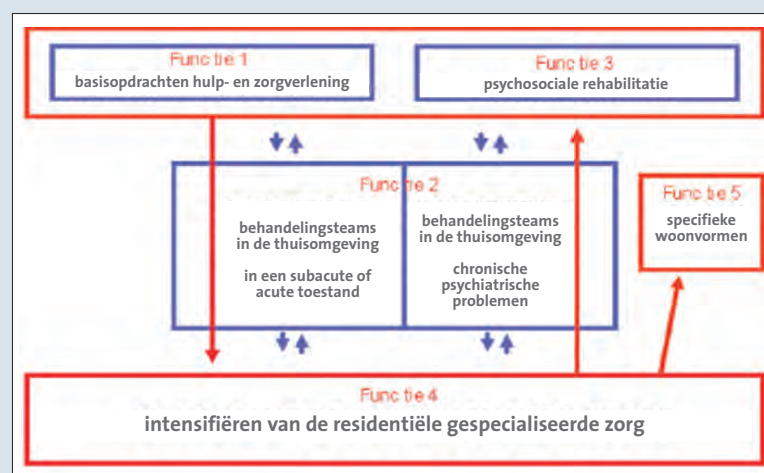 Functie 1
basisopdrachten hulp- en zorgverlening
Functie 3
psychosociale rehabilitatie
Functie 2
behandelingsteams
in de thuisomgeving
in een subacute of
acute toestand
behandelingsteams
in de thuisomgeving
chronische
psychiatrische
problemen
Functie 5
specifieke
woonvormen
Functie 4
intensifiëren van de residentiële gespecialiseerde zorg